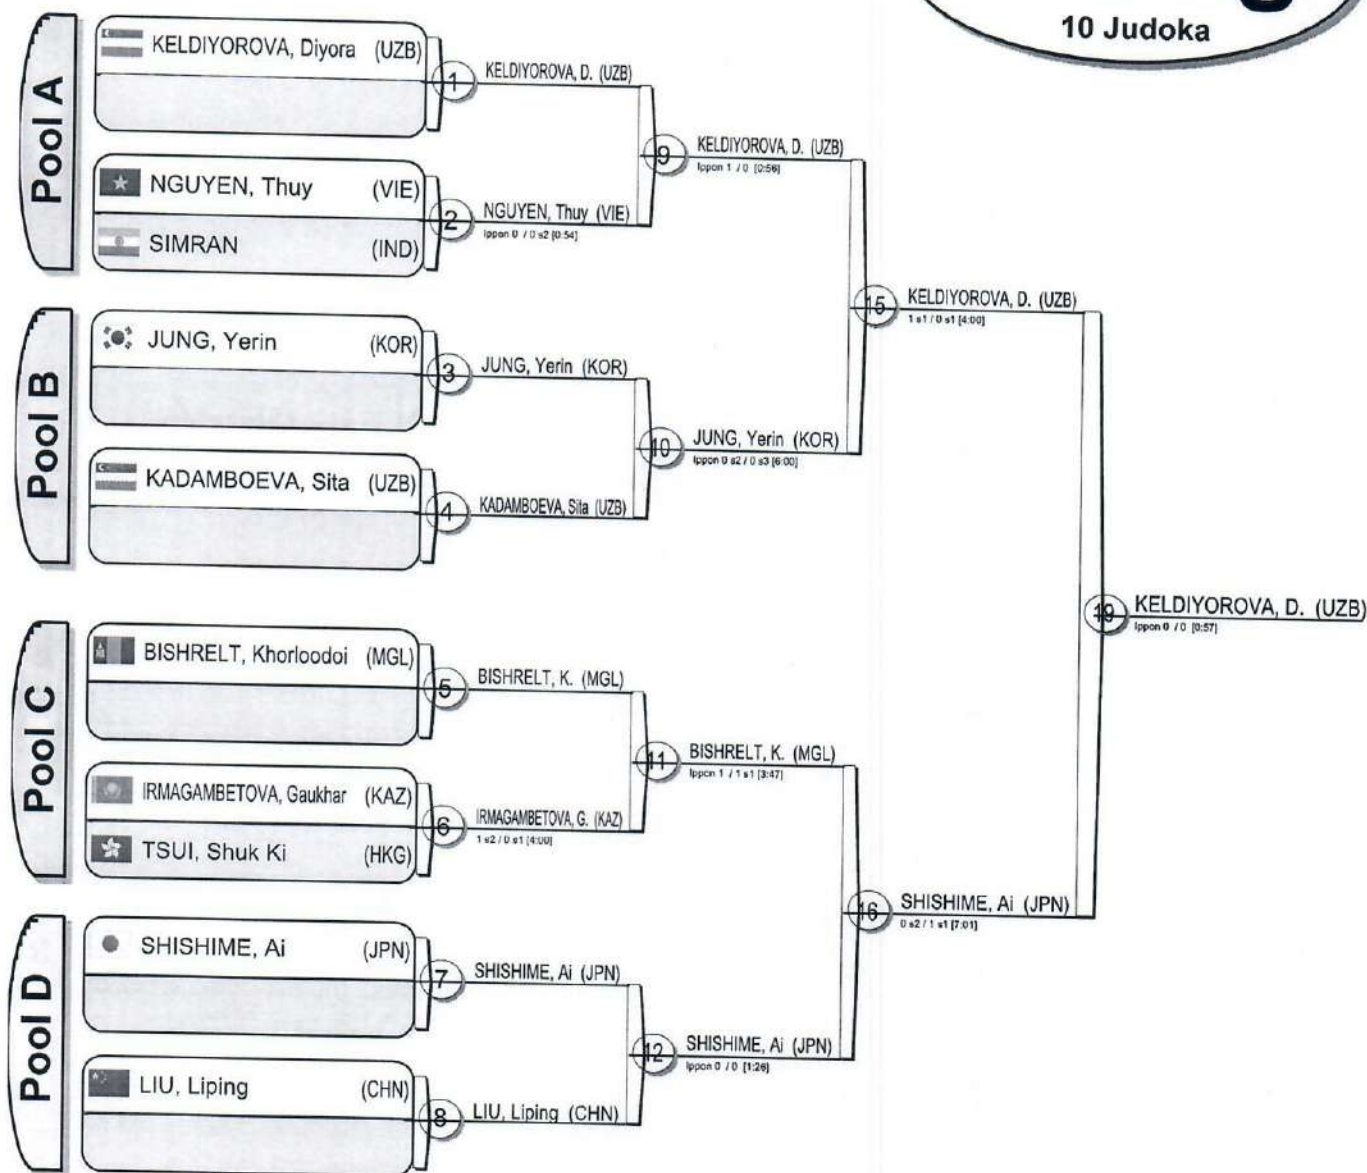 10 Judoka
Pool A
KELDIYOROVA, Diyora (UZB)
1 KELDIYOROVA, D. (UZB)
NGUYEN, Thuy (VIE)
SIMRAN (IND)
2 NGUYEN, Thuy (VIE)
Ippon 0 / 0 s2 [0:54]
9 KELDIYOROVA, D. (UZB)
Ippon 1 / 0 [0:56]
Pool B
JUNG, Yerin (KOR)
3 JUNG, Yerin (KOR)
KADAMBOEVA, Sita (UZB)
4 KADAMBOEVA, Sita (UZB)
10 JUNG, Yerin (KOR)
Ippon 0 s2 / 0 s3 [6:00]
15 KELDIYOROVA, D. (UZB)
1 s1 / 0 s1 [4:00]
Pool C
BISHRELT, Khorloodoi (MGL)
5 BISHRELT, K. (MGL)
IRMAGAMBETOVA, Gaukhar (KAZ)
TSUI, Shuk Ki (HKG)
6 IRMAGAMBETOVA, G. (KAZ)
1 s2 / 0 s1 [4:00]
11 BISHRELT, K. (MGL)
Ippon 1 / 1 s1 [3:47]
Pool D
SHISHIME, Ai (JPN)
7 SHISHIME, Ai (JPN)
LIU, Liping (CHN)
8 LIU, Liping (CHN)
12 SHISHIME, Ai (JPN)
Ippon 0 / 0 [1:26]
16 SHISHIME, Ai (JPN)
0 s2 / 1 s1 [7:01]
19 KELDIYOROVA, D. (UZB)
Ippon 0 / 0 [0:57]